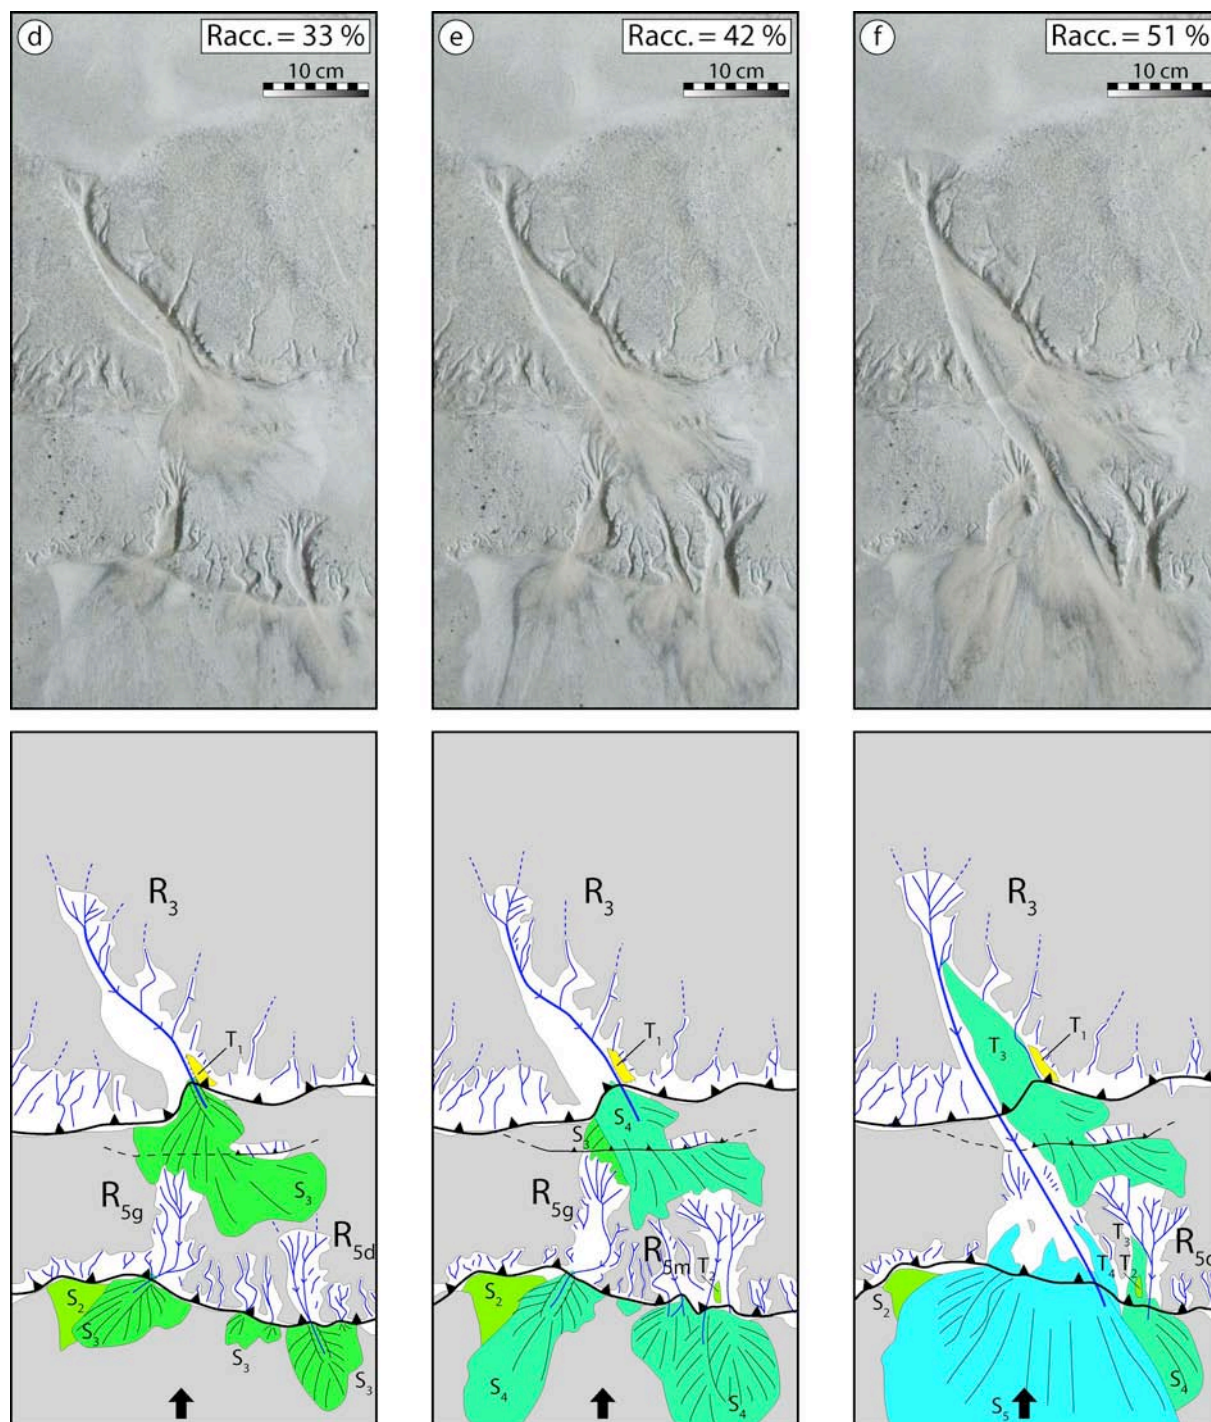 d Racc. = 33 %
10 cm
e Racc. = 42 %
10 cm
f Racc. = 51 %
10 cm
R3
T1
S3
R5g
R5d
S2
S3
S3
S3
R3
T1
S3
S4
R5g
R5m
T2
S2
S4
S4
R3
T1
T3
T3
T4
T2
S2
S4
S5